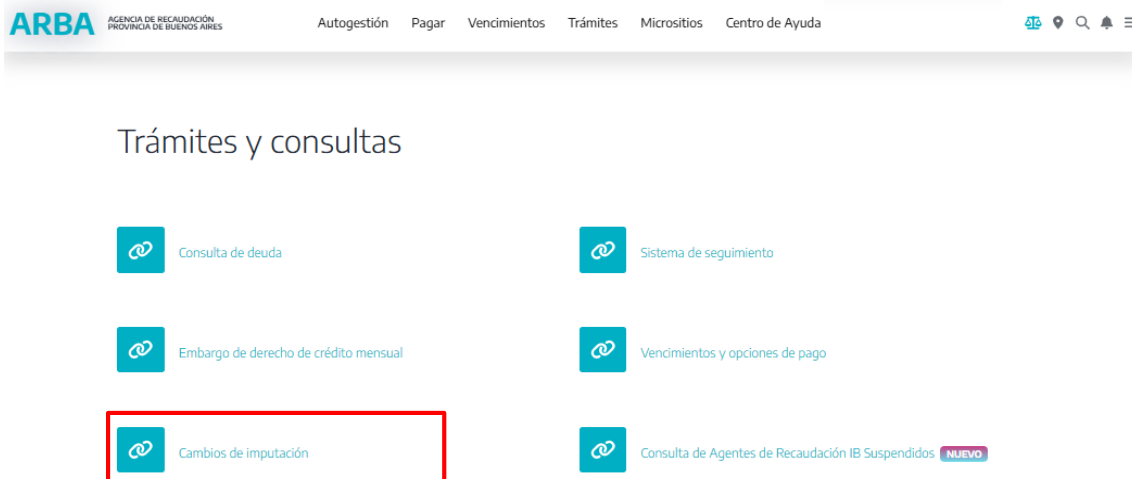 ARBA AGENCIA DE RECAUDACIÓN
PROVINCIA DE BUENOS AIRES
Autogestión Pagar Vencimientos Trámites Micrositios Centro de Ayuda
Trámites y consultas
Consulta de deuda
Sistema de seguimiento
Embargo de derecho de crédito mensual
Vencimientos y opciones de pago
Cambios de imputación
Consulta de Agentes de Recaudación IB Suspendidos NUEVO